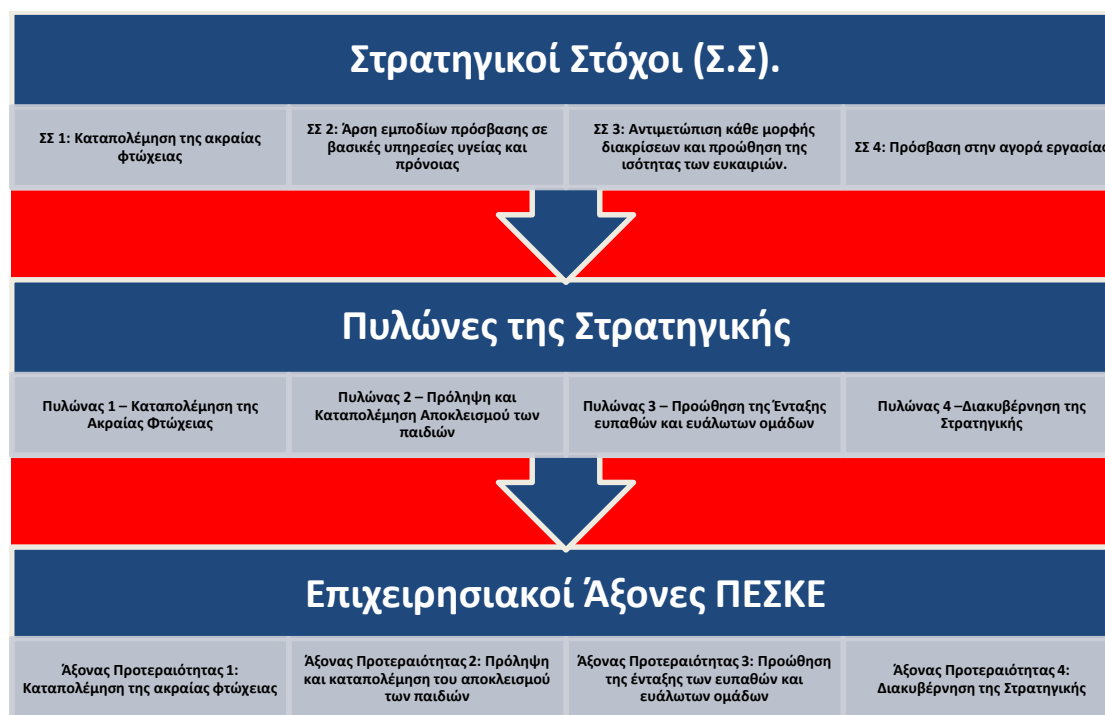 Στρατηγικοί Στόχοι (Σ.Σ).
ΣΣ 1: Καταπολέμηση της ακραίας
φτώχειας
ΣΣ 2: Άρση εμποδίων πρόσβασης σε
βασικές υπηρεσίες υγείας και
πρόνοιας
ΣΣ 3: Αντιμετώπιση κάθε μορφής
διακρίσεων και προώθηση της
ισότητας των ευκαιριών.
ΣΣ 4: Πρόσβαση στην αγορά εργασίας
Πυλώνες της Στρατηγικής
Πυλώνας 1 – Καταπολέμηση της
Ακραίας Φτώχειας
Πυλώνας 2 – Πρόληψη και
Καταπολέμηση Αποκλεισμού των
παιδιών
Πυλώνας 3 – Προώθηση της Ένταξης
ευπαθών και ευάλωτων ομάδων
Πυλώνας 4 –Διακυβέρνηση της
Στρατηγικής
Επιχειρησιακοί Άξονες ΠΕΣΚΕ
Άξονας Προτεραιότητας 1:
Καταπολέμηση της ακραίας φτώχειας
Άξονας Προτεραιότητας 2: Πρόληψη
και καταπολέμηση του αποκλεισμού
των παιδιών
Άξονας Προτεραιότητας 3: Προώθηση
της ένταξης των ευπαθών και
ευάλωτων ομάδων
Άξονας Προτεραιότητας 4:
Διακυβέρνηση της Στρατηγικής